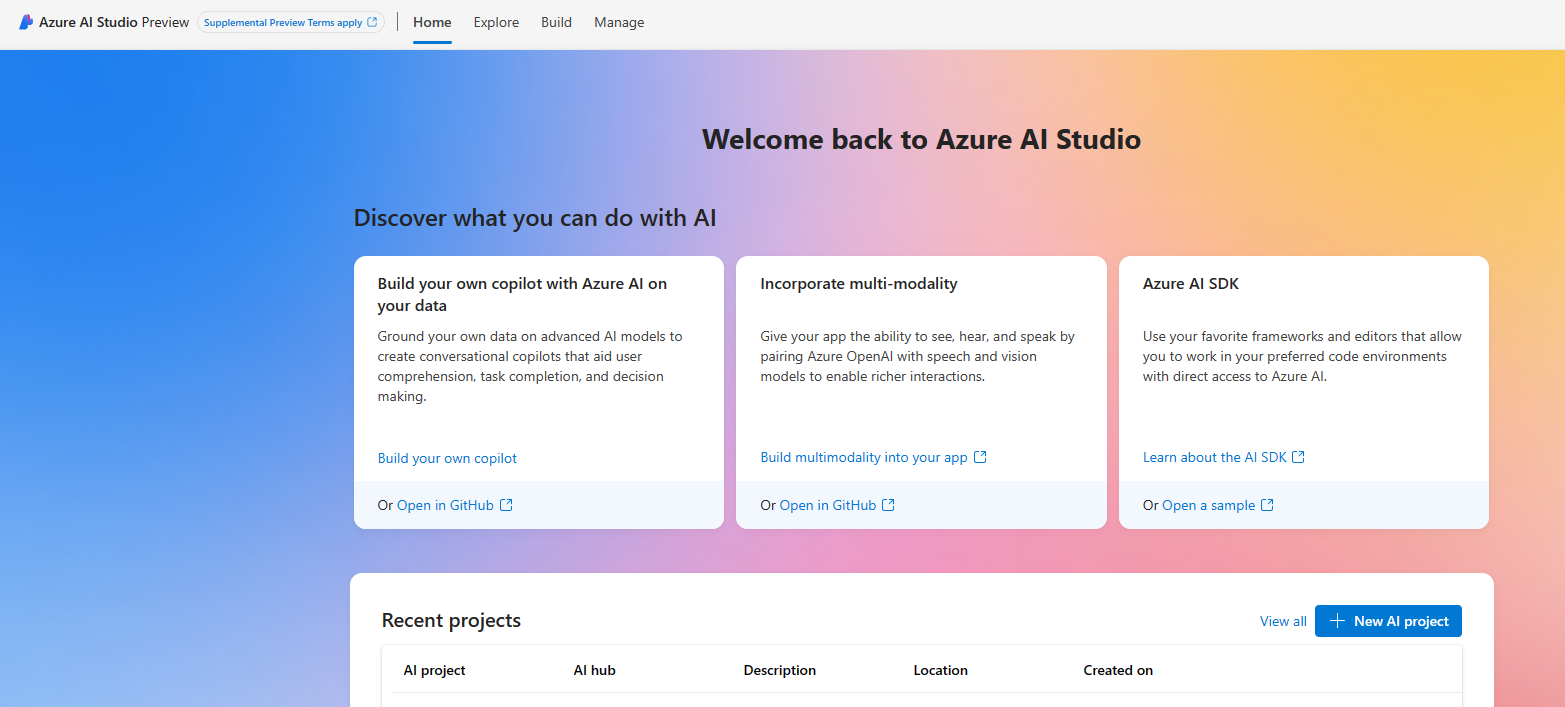 Azure AI Studio Preview Supplemental Preview Terms apply Home Explore Build Manage
Welcome back to Azure AI Studio
Discover what you can do with AI
Build your own copilot with Azure AI on
your data
Ground your own data on advanced AI models to
create conversational copilots that aid user
comprehension, task completion, and decision
making.
Build your own copilot
Or Open in GitHub
Incorporate multi-modality
Give your app the ability to see, hear, and speak by
pairing Azure OpenAI with speech and vision
models to enable richer interactions.
Build multimodality into your app
Or Open in GitHub
Azure AI SDK
Use your favorite frameworks and editors that allow
you to work in your preferred code environments
with direct access to Azure AI.
Learn about the AI SDK
Or Open a sample
Recent projects
View all
New AI project
AI project AI hub Description Location Created on